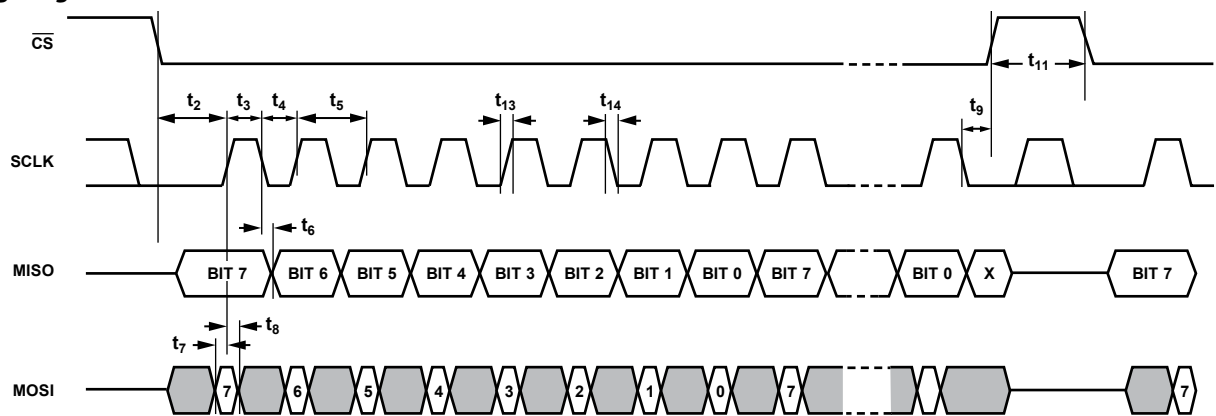 CS
t11
t2 t3 t4 t5 t13 t14 t9
SCLK
t6
MISO BIT 7 BIT 6 BIT 5 BIT 4 BIT 3 BIT 2 BIT 1 BIT 0 BIT 7 BIT 0 X BIT 7
t7 t8
MOSI 7 6 5 4 3 2 1 0 7 7